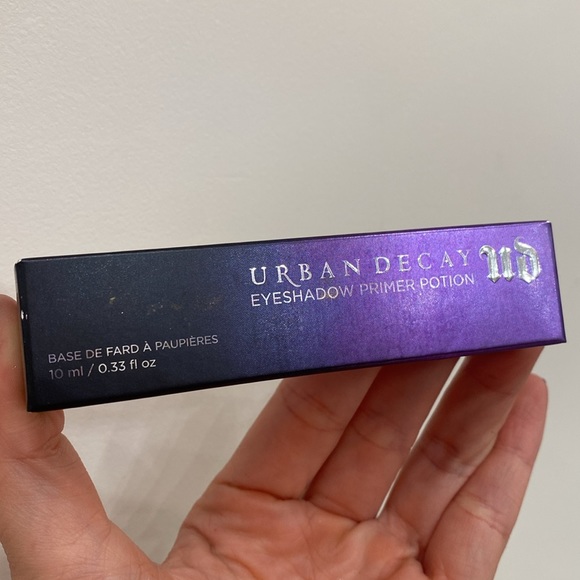 URBAN DECAY UD
EYESHADOW PRIMER POTION
BASE DE FARD À PAUPIÈRES
10 ml / 0.33 fl oz